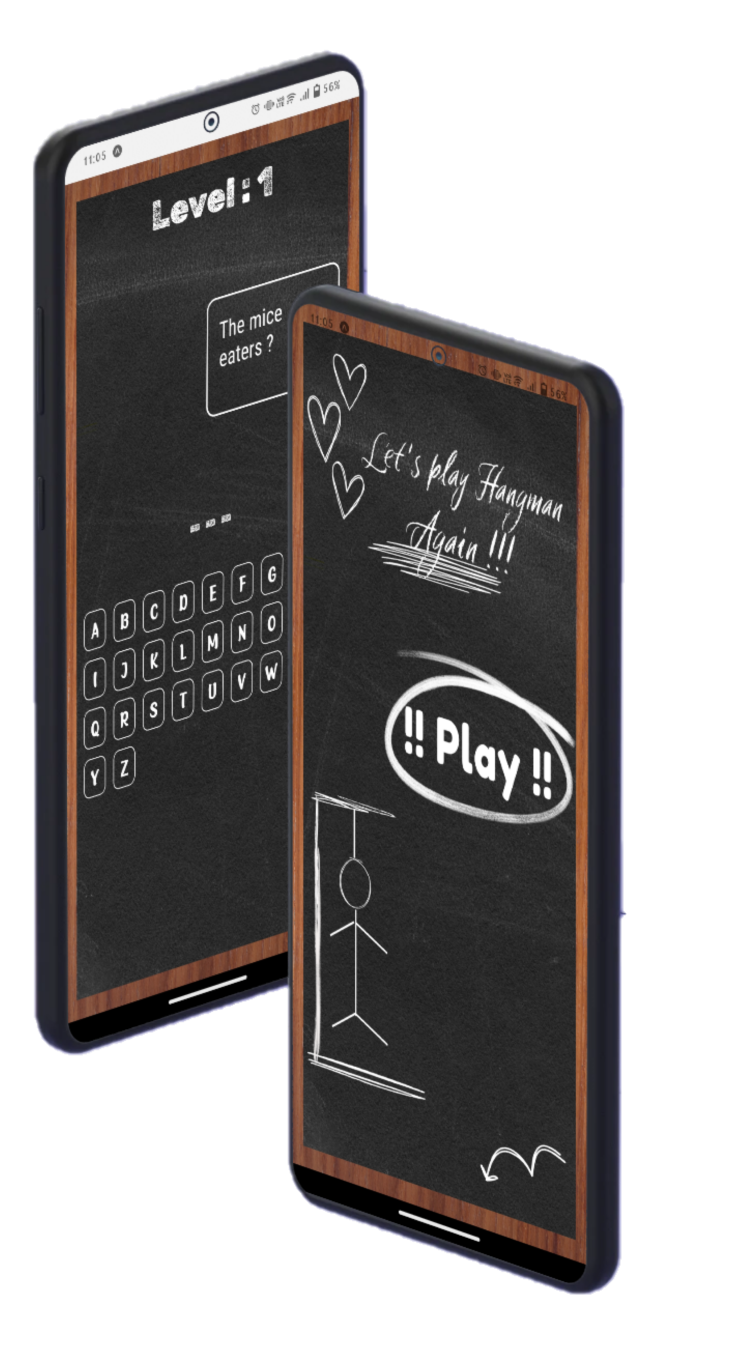 11:05 56%
Level : 1
The mice
eaters ?
A B C D E F G
I J K L M N O
Q R S T U V W
Y Z
11:05 56%
Let's play Hangman
Again !!!
!! Play !!